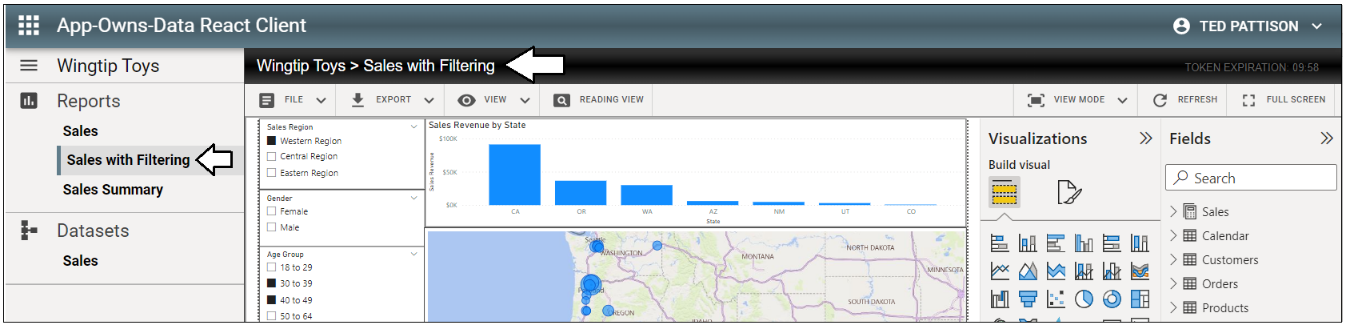 App-Owns-Data React Client
TED PATTISON
Wingtip Toys
Wingtip Toys > Sales with Filtering
TOKEN EXPIRATION: 09:58
Reports
Sales
Sales with Filtering
Sales Summary
Datasets
Sales
FILE
EXPORT
VIEW
READING VIEW
VIEW MODE
REFRESH
FULL SCREEN
Sales Region
Western Region
Central Region
Eastern Region
Gender
Female
Male
Age Group
18 to 29
30 to 39
40 to 49
50 to 64
Sales Revenue by State
Sales Revenue
$100K
$50K
$0K
CA
OR
WA
AZ
NM
UT
CO
State
WASHINGTON
MONTANA
NORTH DAKOTA
MINNESOTA
SOUTH DAKOTA
OREGON
IDAHO
Visualizations
Build visual
Fields
Search
Sales
Calendar
Customers
Orders
Products